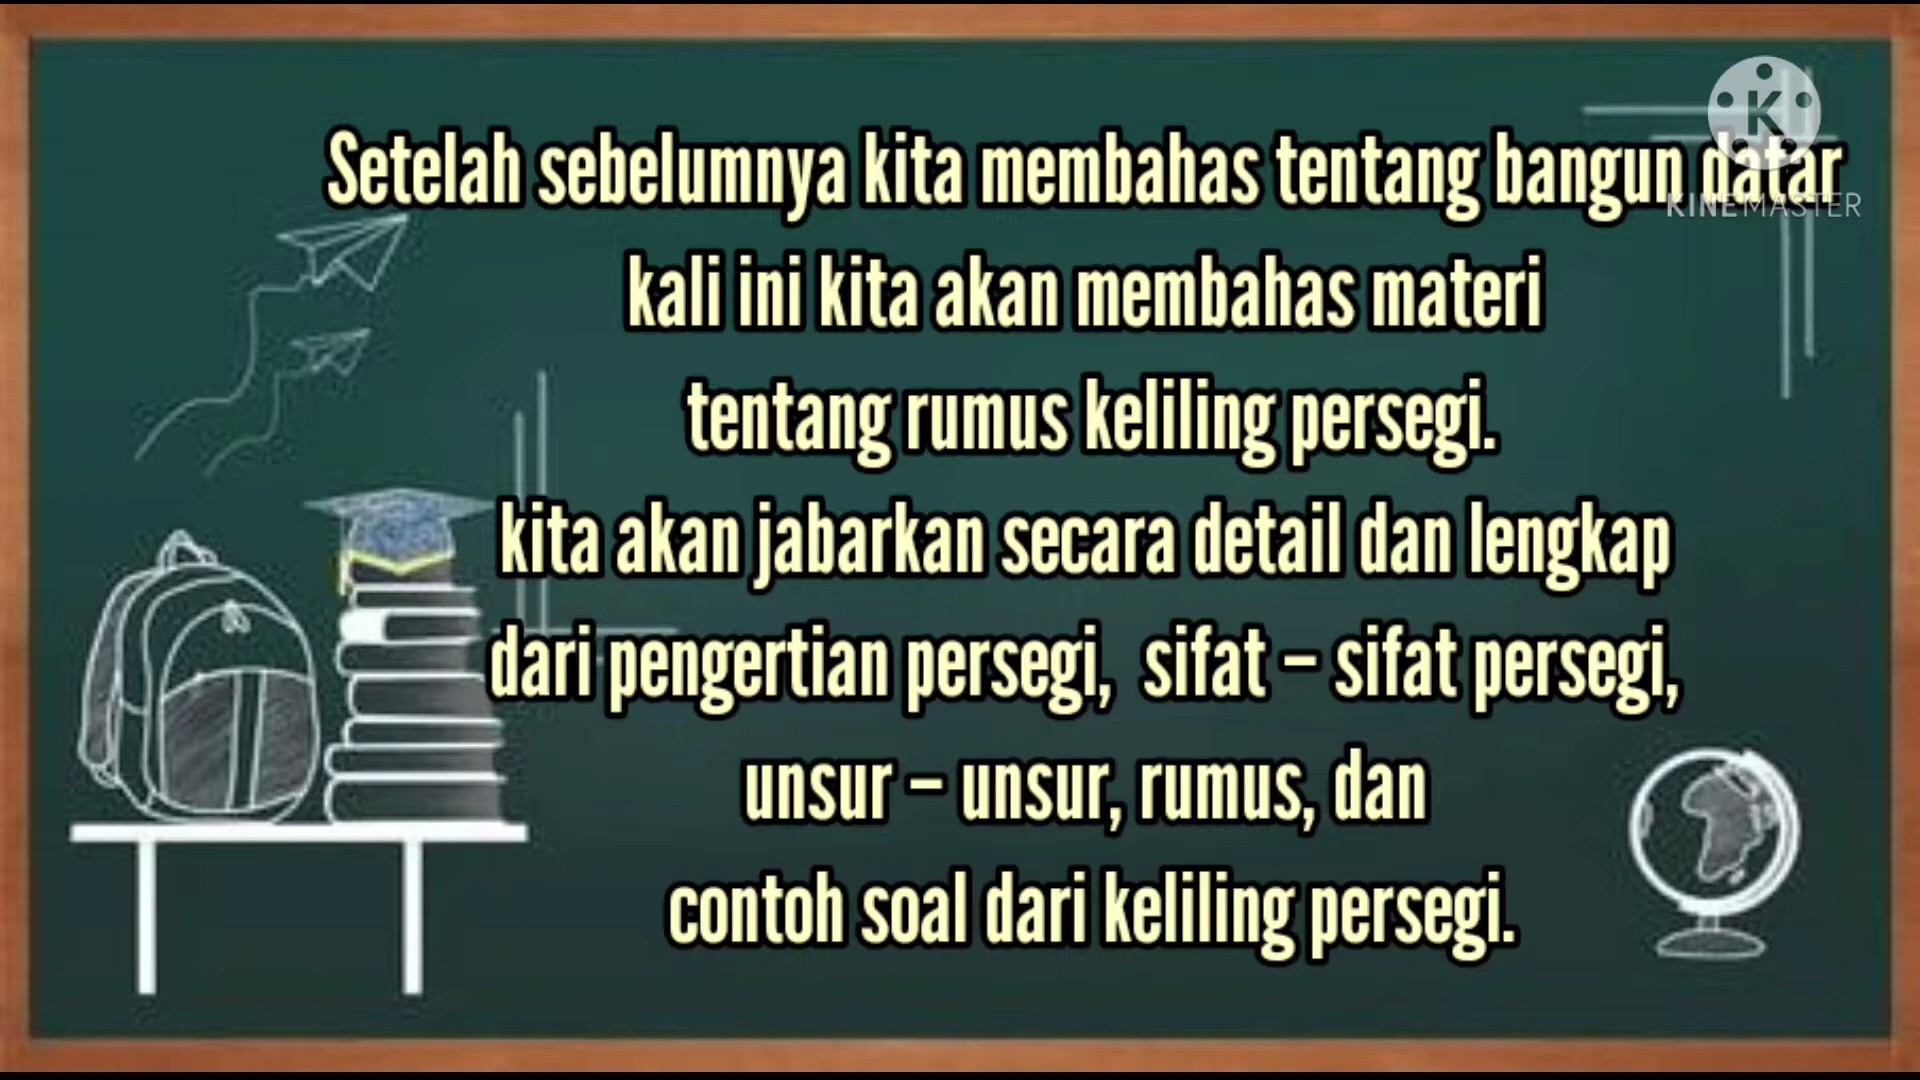 Setelah sebelumnya kita membahas tentang bangun datar
kali ini kita akan membahas materi
tentang rumus keliling persegi.
kita akan jabarkan secara detail dan lengkap
dari pengertian persegi, sifat – sifat persegi,
unsur – unsur, rumus, dan
contoh soal dari keliling persegi.
K
KINEMASTER